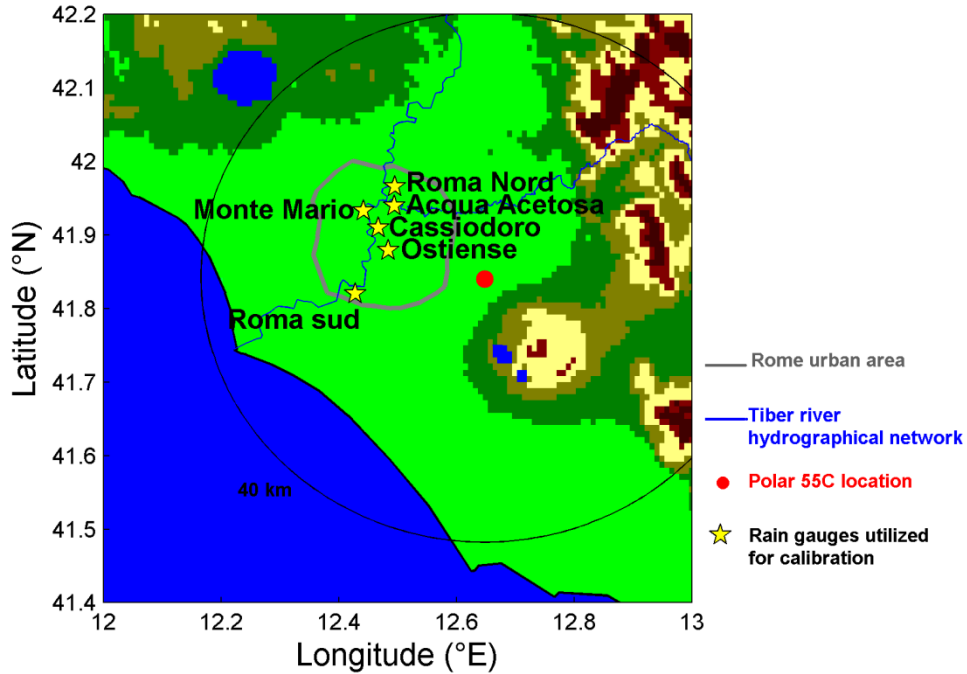 42.2
42.1
42
41.9
41.8
41.7
41.6
41.5
41.4
Latitude (°N)
Roma Nord
Acqua Acetosa
Monte Mario
Cassiodoro
Ostiense
Roma sud
40 km
12
12.2
12.4
12.6
12.8
13
Longitude (°E)
Rome urban area
Tiber river
hydrographical network
Polar 55C location
Rain gauges utilized
for calibration